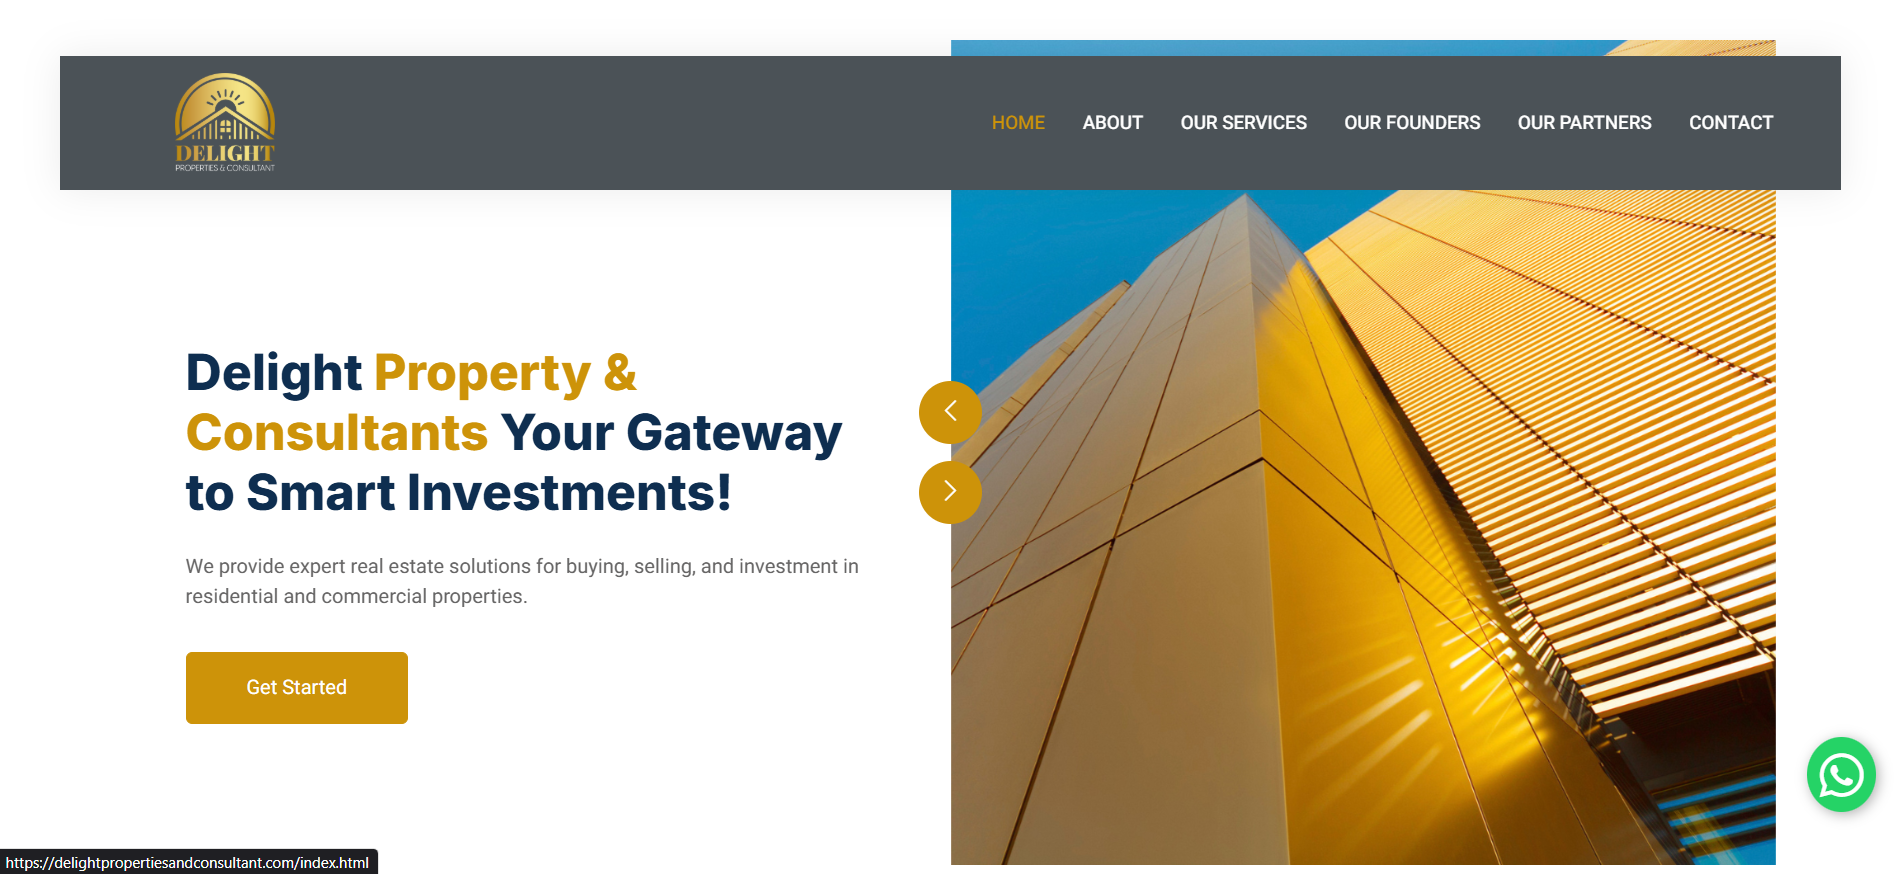 DELIGHT
PROPERTIES & CONSULTANT
HOME ABOUT OUR SERVICES OUR FOUNDERS OUR PARTNERS CONTACT
Delight Property &
Consultants Your Gateway
to Smart Investments!
We provide expert real estate solutions for buying, selling, and investment in
residential and commercial properties.
Get Started
https://delightpropertiesandconsultant.com/index.html